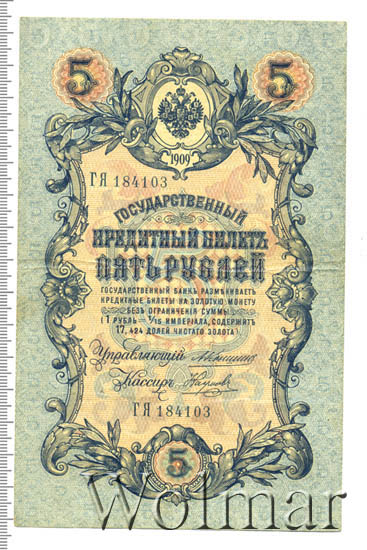 5 5
1909
ГЯ 184103
ГОСУДАРСТВЕННЫЙ
КРЕДИТНЫЙ БИЛЕТЪ
ПЯТЬ РУБЛЕЙ
ГОСУДАРСТВЕННЫЙ БАНКЪ РАЗМѢНИВАЕТЪ
КРЕДИТНЫЕ БИЛЕТЫ НА ЗОЛОТУЮ МОНЕТУ
БЕЗЪ ОГРАНИЧЕНІЯ СУММЫ
(1 РУБЛЬ = 1/15 ИМПЕРІАЛА, СОДЕРЖИТЪ
17,424 ДОЛЕЙ ЧИСТАГО ЗОЛОТА)
Управляющій
Кассиръ
ГЯ 184103
5
Wolmar